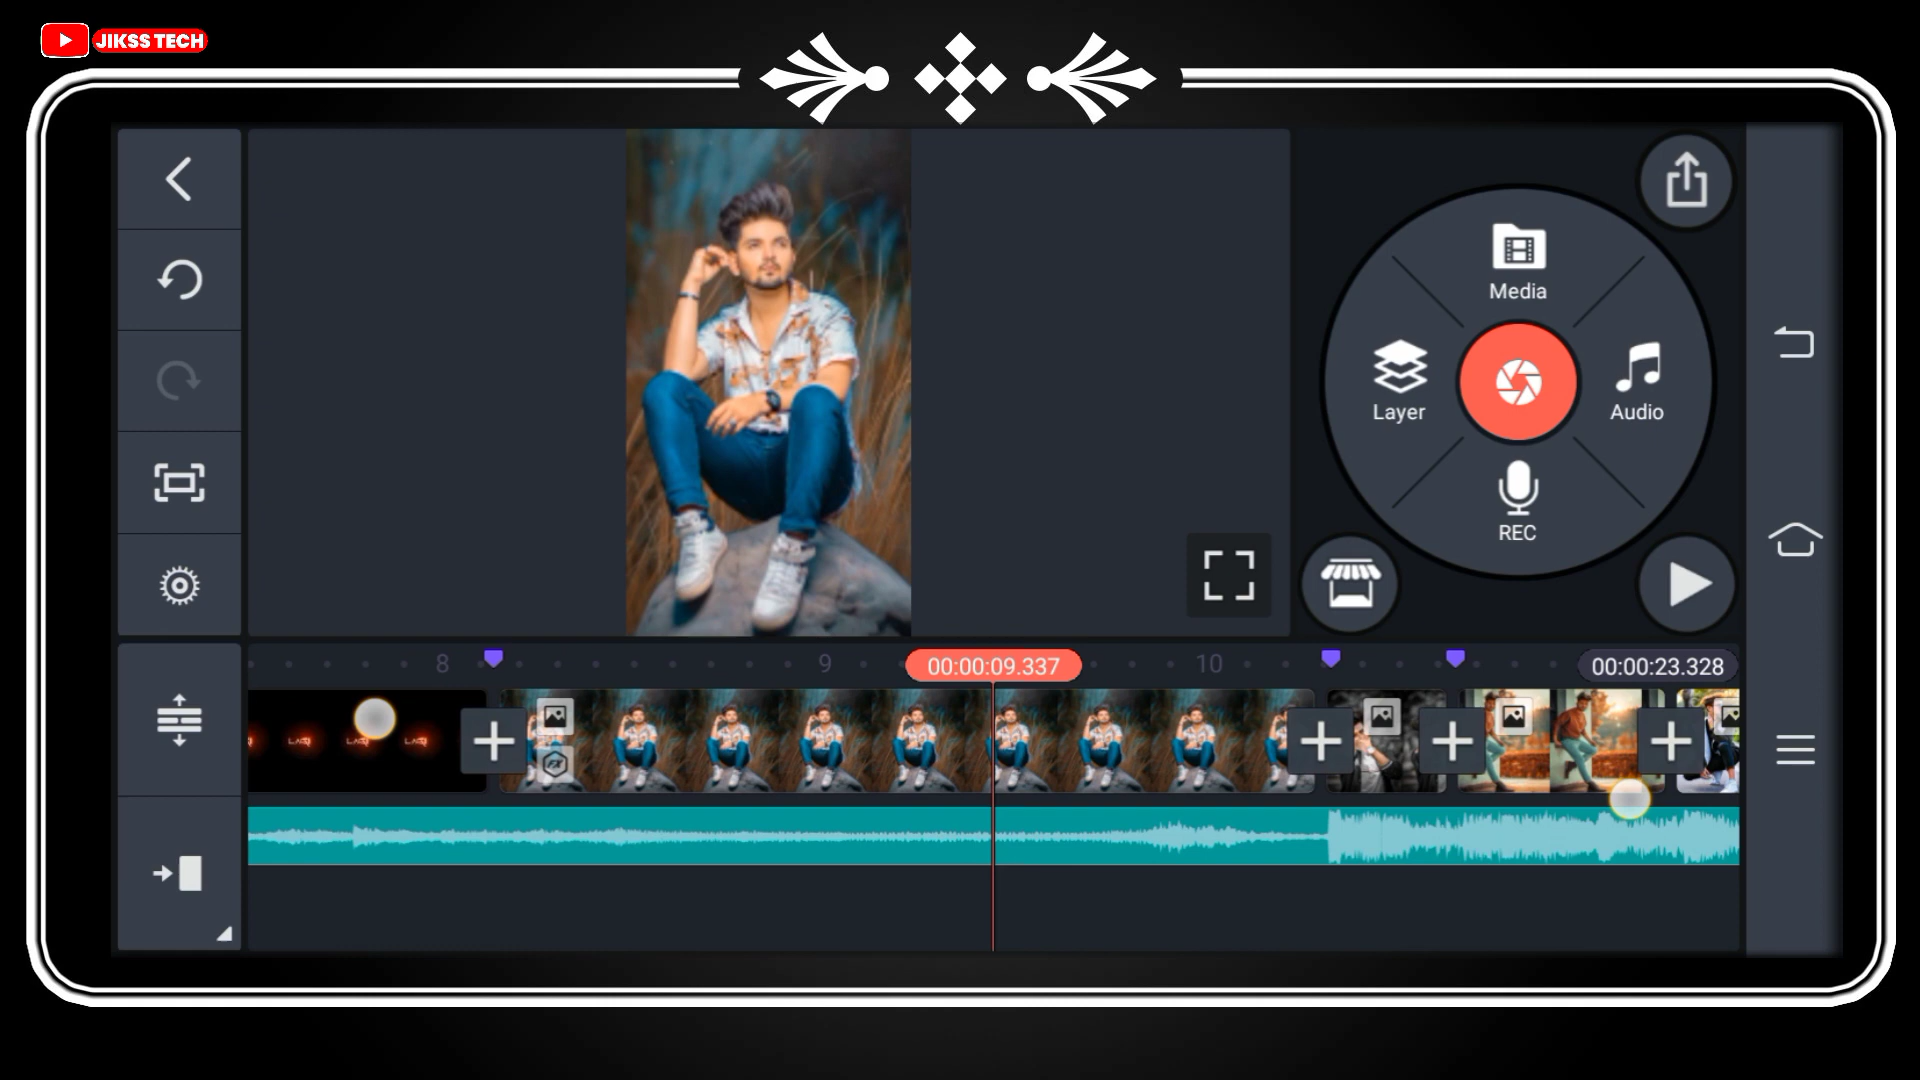 JIKSS TECH
Media
Layer
Audio
REC
8
9
00:00:09.337
10
00:00:23.328